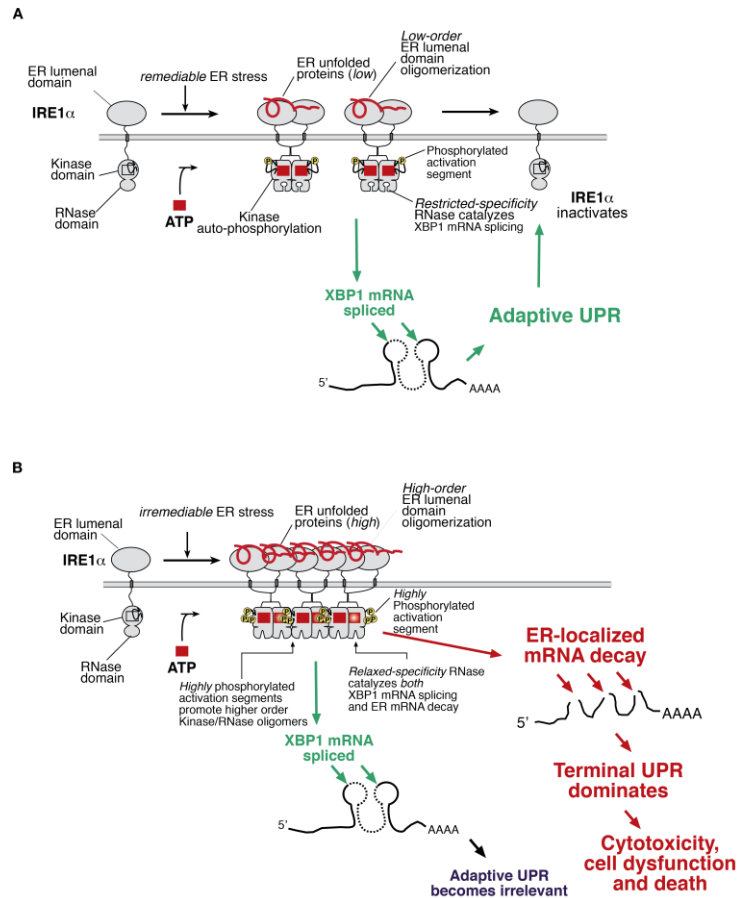 A
ER lumenal
domain
IRE1α
Kinase
domain
RNase
domain
remediable ER stress
ATP
ER unfolded
proteins (low)
Low-order
ER lumenal
domain
oligomerization
P
P
P
P
Phosphorylated
activation
segment
Kinase
auto-phosphorylation
Restricted-specificity
RNase catalyzes
XBP1 mRNA splicing
IRE1α
inactivates
XBP1 mRNA
spliced
Adaptive UPR
5'
AAAA
B
ER lumenal
domain
IRE1α
Kinase
domain
RNase
domain
irremediable ER stress
ATP
ER unfolded
proteins (high)
High-order
ER lumenal
domain
oligomerization
Highly
Phosphorylated
activation
segment
Highly phosphorylated
activation segments
promote higher order
Kinase/RNase oligomers
Relaxed-specificity RNase
catalyzes both
XBP1 mRNA splicing
and ER mRNA decay
ER-localized
mRNA decay
5'
AAAA
XBP1 mRNA
spliced
Terminal UPR
dominates
5'
AAAA
Cytotoxicity,
cell dysfunction
and death
Adaptive UPR
becomes irrelevant